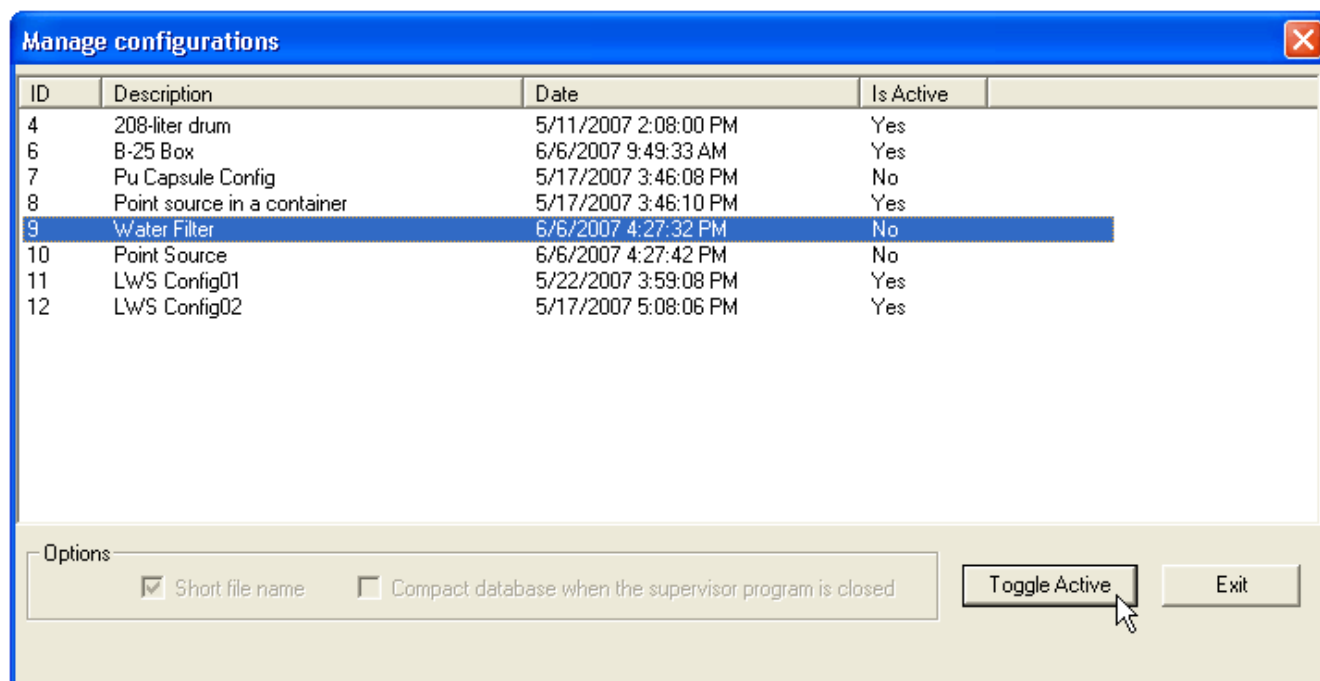 Manage configurations
ID Description Date Is Active
4 208-liter drum 5/11/2007 2:08:00 PM Yes
6 B-25 Box 6/6/2007 9:49:33 AM Yes
7 Pu Capsule Config 5/17/2007 3:46:08 PM No
8 Point source in a container 5/17/2007 3:46:10 PM Yes
9 Water Filter 6/6/2007 4:27:32 PM No
10 Point Source 6/6/2007 4:27:42 PM No
11 LWS Config01 5/22/2007 3:59:08 PM Yes
12 LWS Config02 5/17/2007 5:08:06 PM Yes
Options
Short file name Compact database when the supervisor program is closed Toggle Active Exit